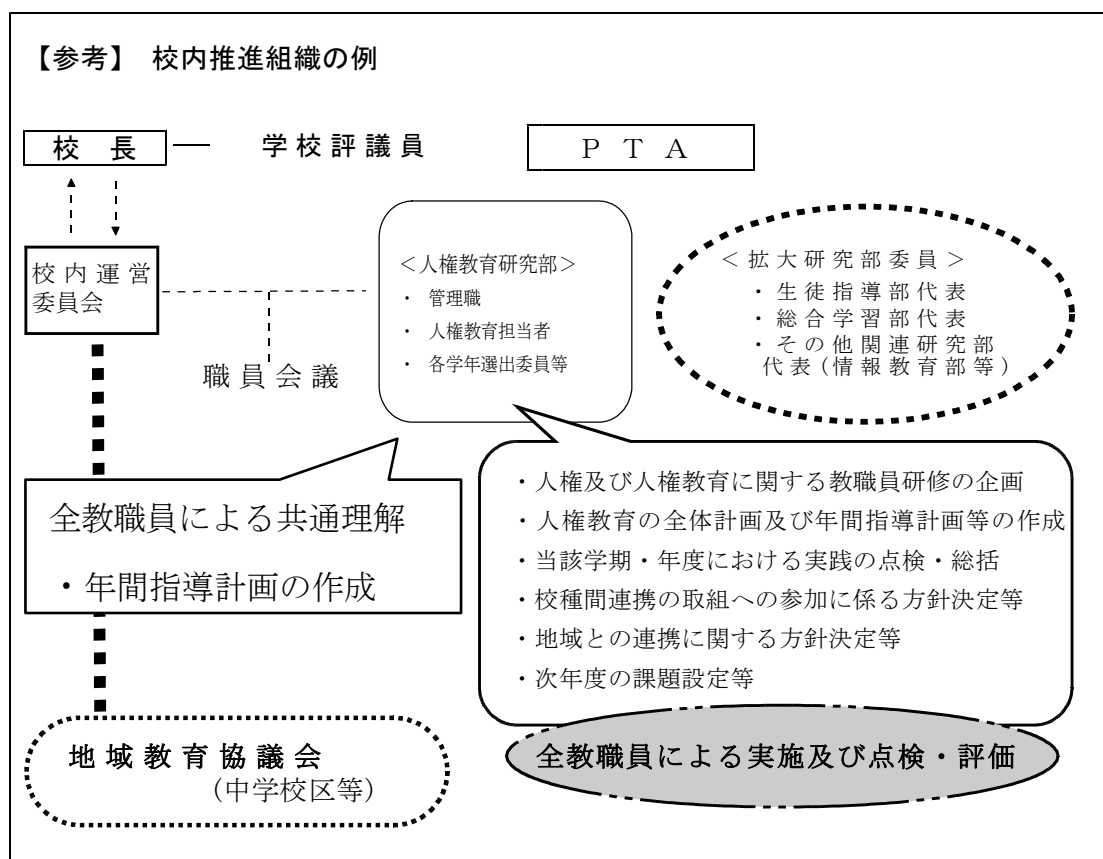 【参考】 校内推進組織の例
校 長
学校評議員
PTA
校内運営
委員会
職員会議
<人権教育研究部>
・ 管理職
・ 人権教育担当者
・ 各学年選出委員等
<拡大研究部委員>
・生徒指導部代表
・総合学習部代表
・その他関連研究部
代表(情報教育部等)
全教職員による共通理解
・年間指導計画の作成
・人権及び人権教育に関する教職員研修の企画
・人権教育の全体計画及び年間指導計画等の作成
・当該学期・年度における実践の点検・総括
・校種間連携の取組への参加に係る方針決定等
・地域との連携に関する方針決定等
・次年度の課題設定等
地域教育協議会
(中学校区等)
全教職員による実施及び点検・評価